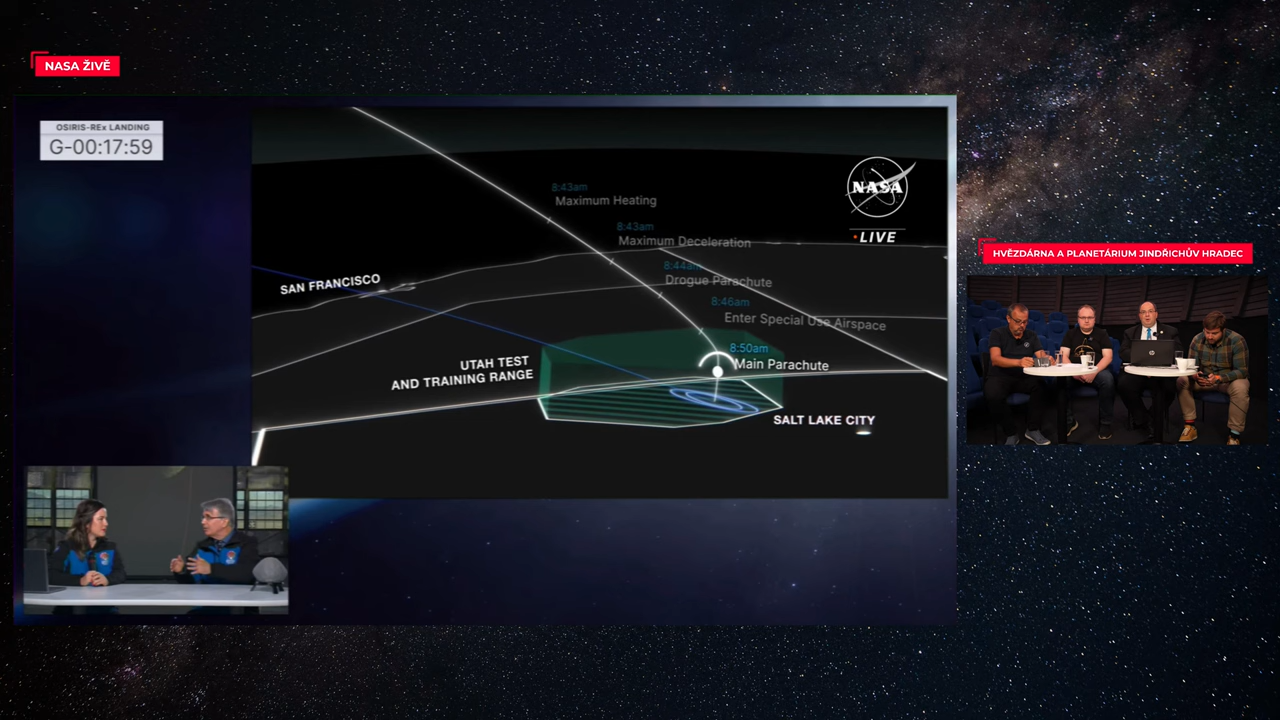 NASA ŽIVĚ
OSIRIS-REx LANDING
G-00:17:59
8:43am
Maximum Heating
NASA
LIVE
8:43am
Maximum Deceleration
HVĚZDÁRNA A PLANETÁRIUM JINDŘICHŮV HRADEC
8:44am
Drogue Parachute
SAN FRANCISCO
8:46am
Enter Special Use Airspace
8:50am
Main Parachute
UTAH TEST
AND TRAINING RANGE
SALT LAKE CITY